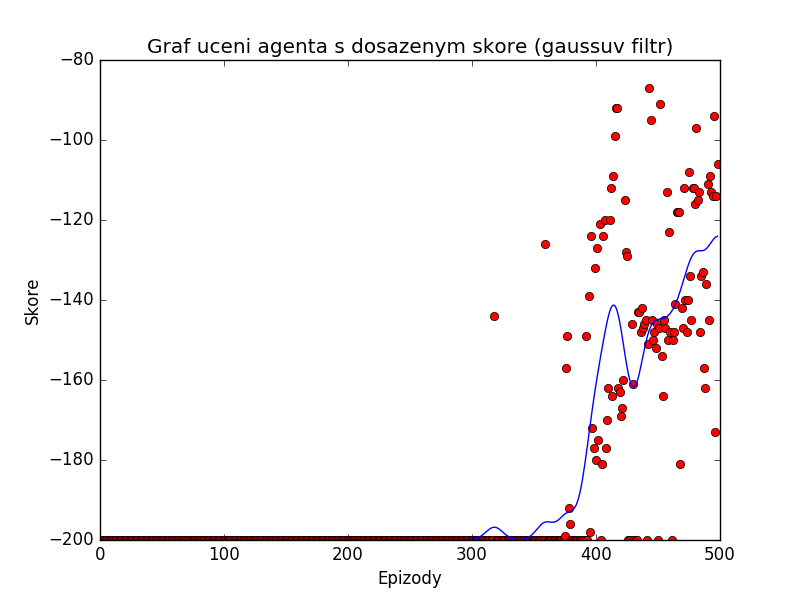 Graf uceni agenta s dosazenym skore (gaussuv filtr)
−80
−100
−120
−140
−160
−180
−200
Skore
0 100 200 300 400 500
Epizody